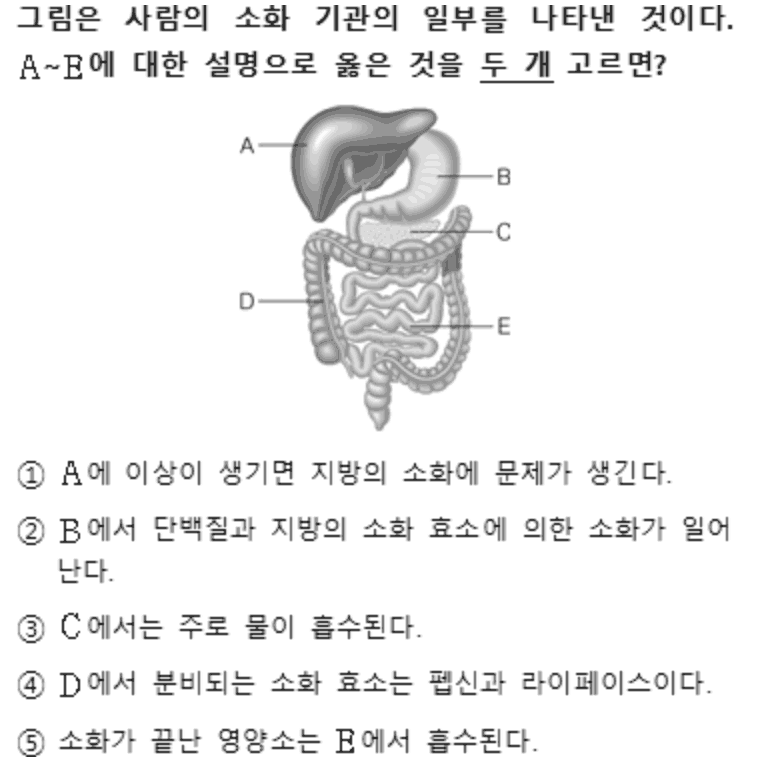 그림은 사람의 소화 기관의 일부를 나타낸 것이다.
A~E에 대한 설명으로 옳은 것을 두 개 고르면?
A
B
C
D
E
① A에 이상이 생기면 지방의 소화에 문제가 생긴다.
② B에서 단백질과 지방의 소화 효소에 의한 소화가 일어
난다.
③ C에서는 주로 물이 흡수된다.
④ D에서 분비되는 소화 효소는 펩신과 라이페이스이다.
⑤ 소화가 끝난 영양소는 E에서 흡수된다.